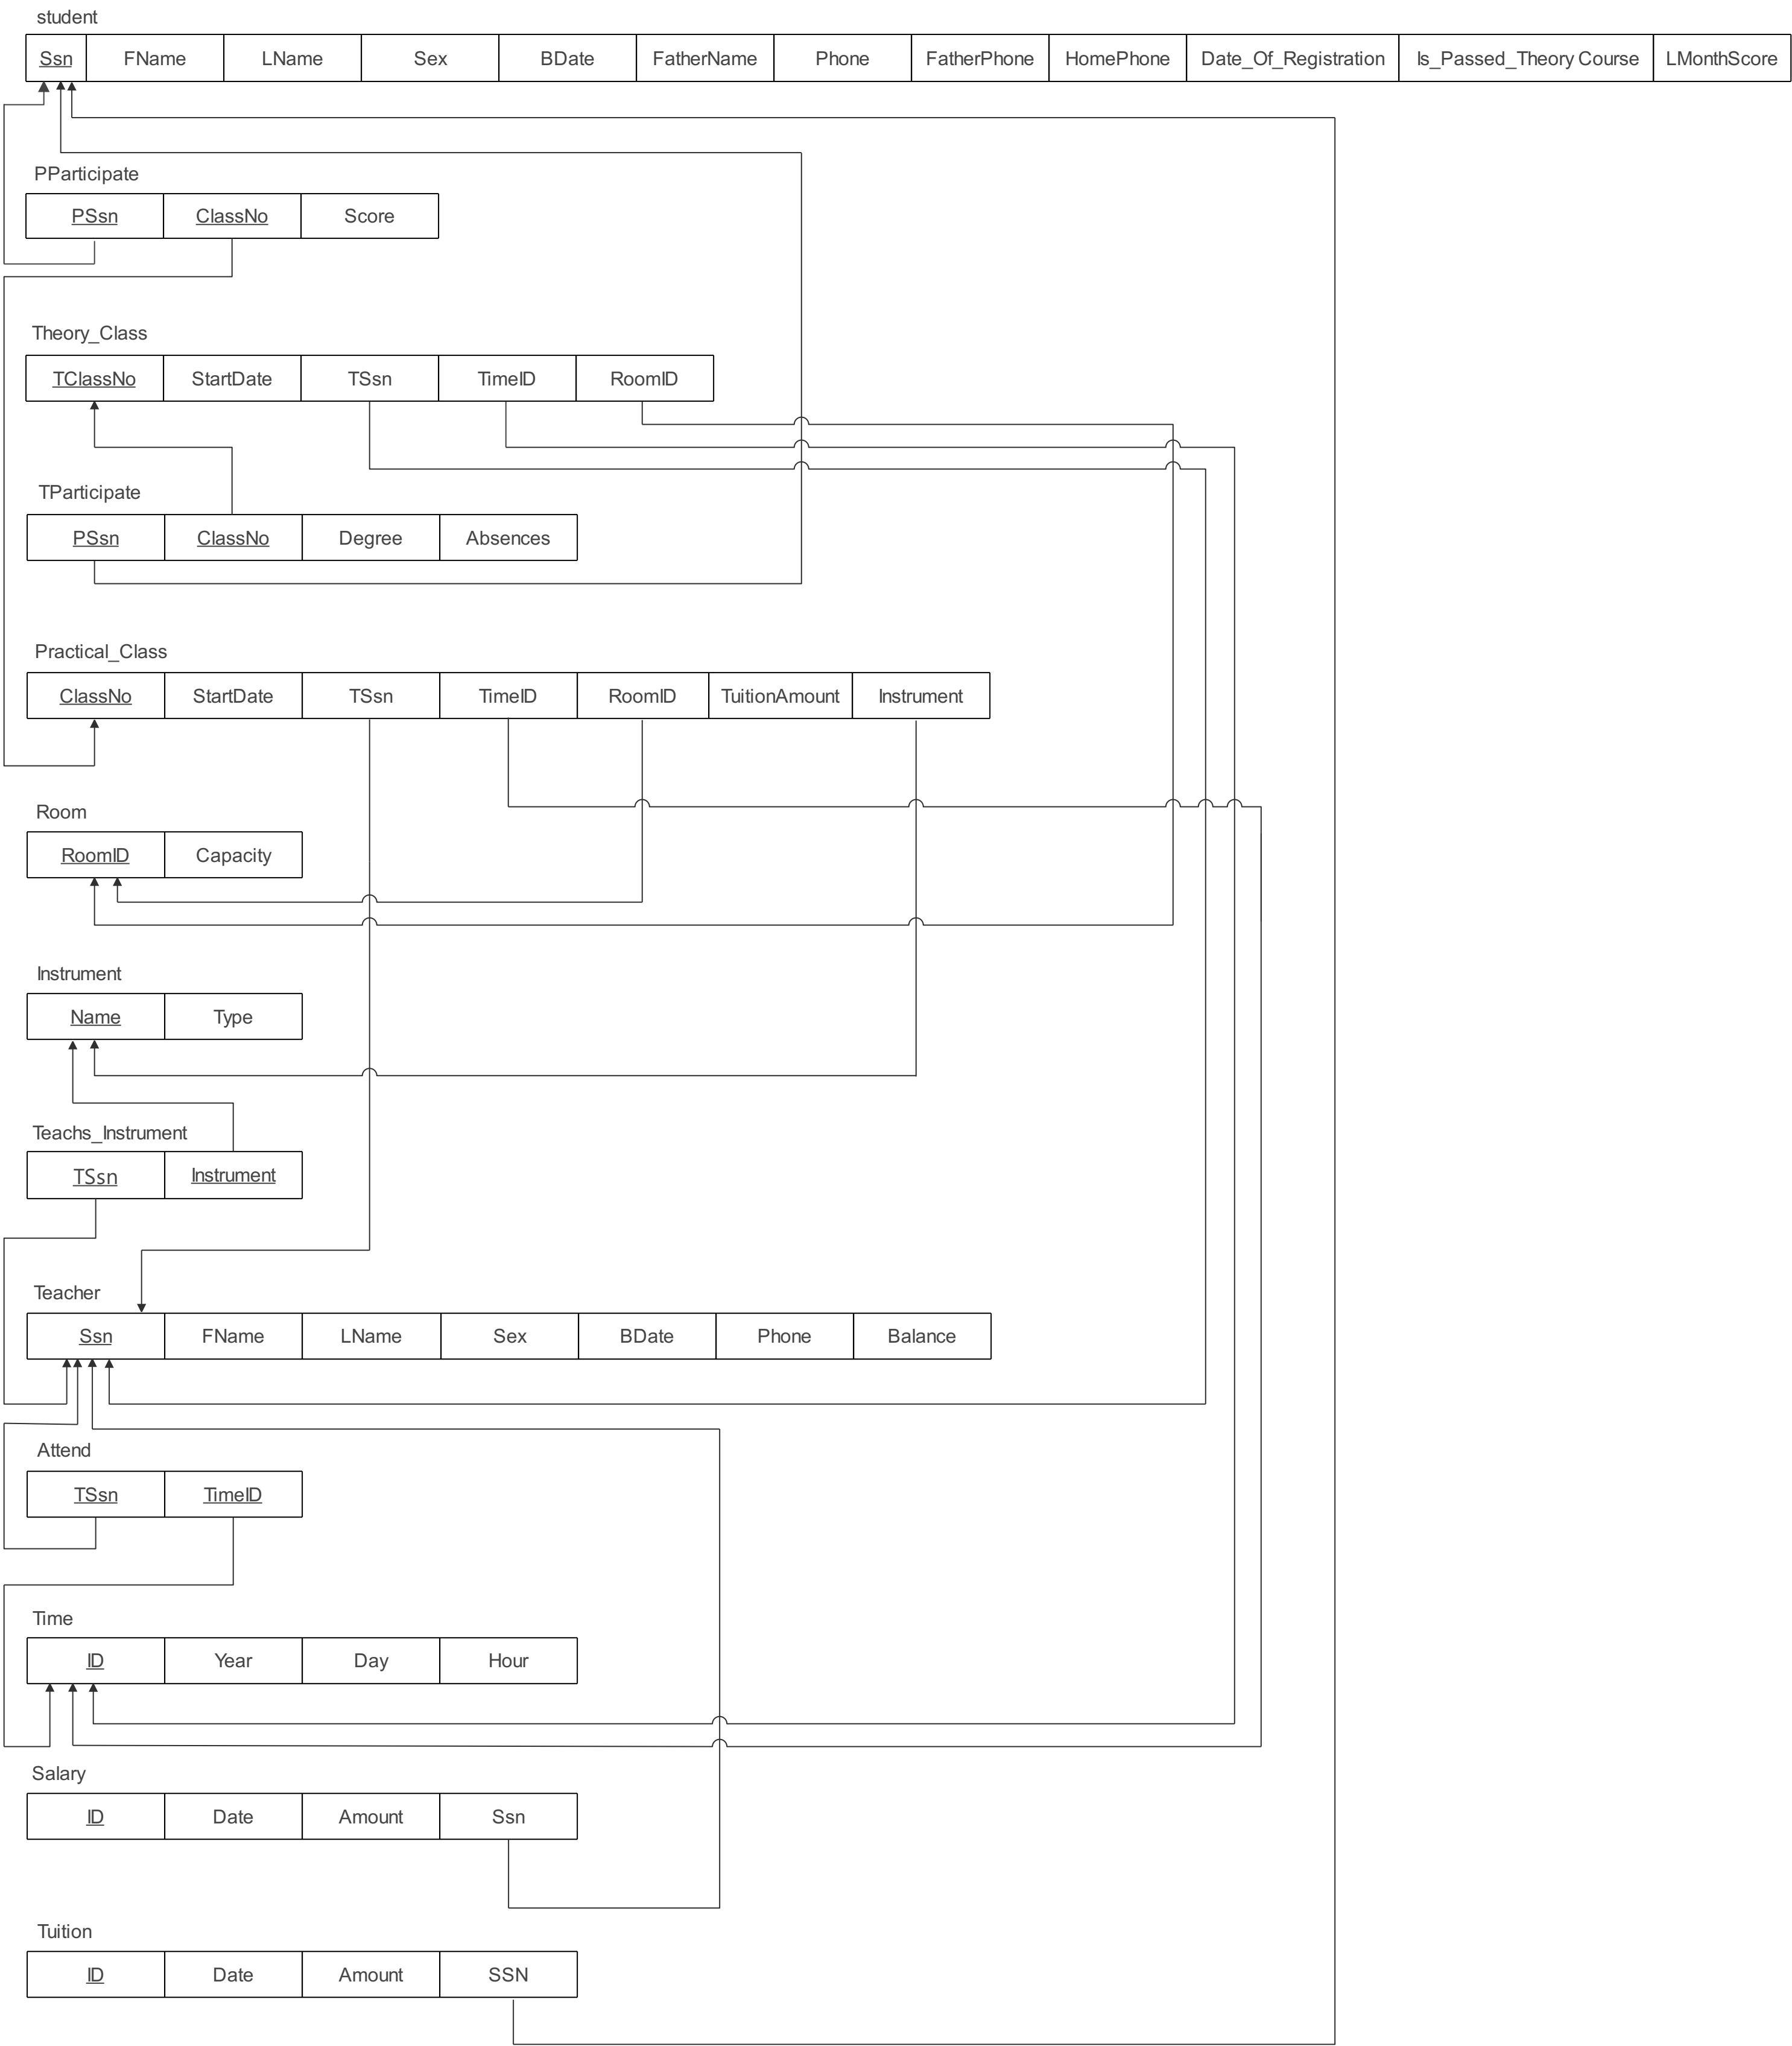 student
Ssn FName LName Sex BDate FatherName Phone FatherPhone HomePhone Date_Of_Registration Is_Passed_Theory Course LMonthScore
PParticipate
PSsn ClassNo Score
Theory_Class
TClassNo StartDate TSsn TimeID RoomID
TParticipate
PSsn ClassNo Degree Absences
Practical_Class
ClassNo StartDate TSsn TimeID RoomID TuitionAmount Instrument
Room
RoomID Capacity
Instrument
Name Type
Teachs_Instrument
TSsn Instrument
Teacher
Ssn FName LName Sex BDate Phone Balance
Attend
TSsn TimeID
Time
ID Year Day Hour
Salary
ID Date Amount Ssn
Tuition
ID Date Amount SSN